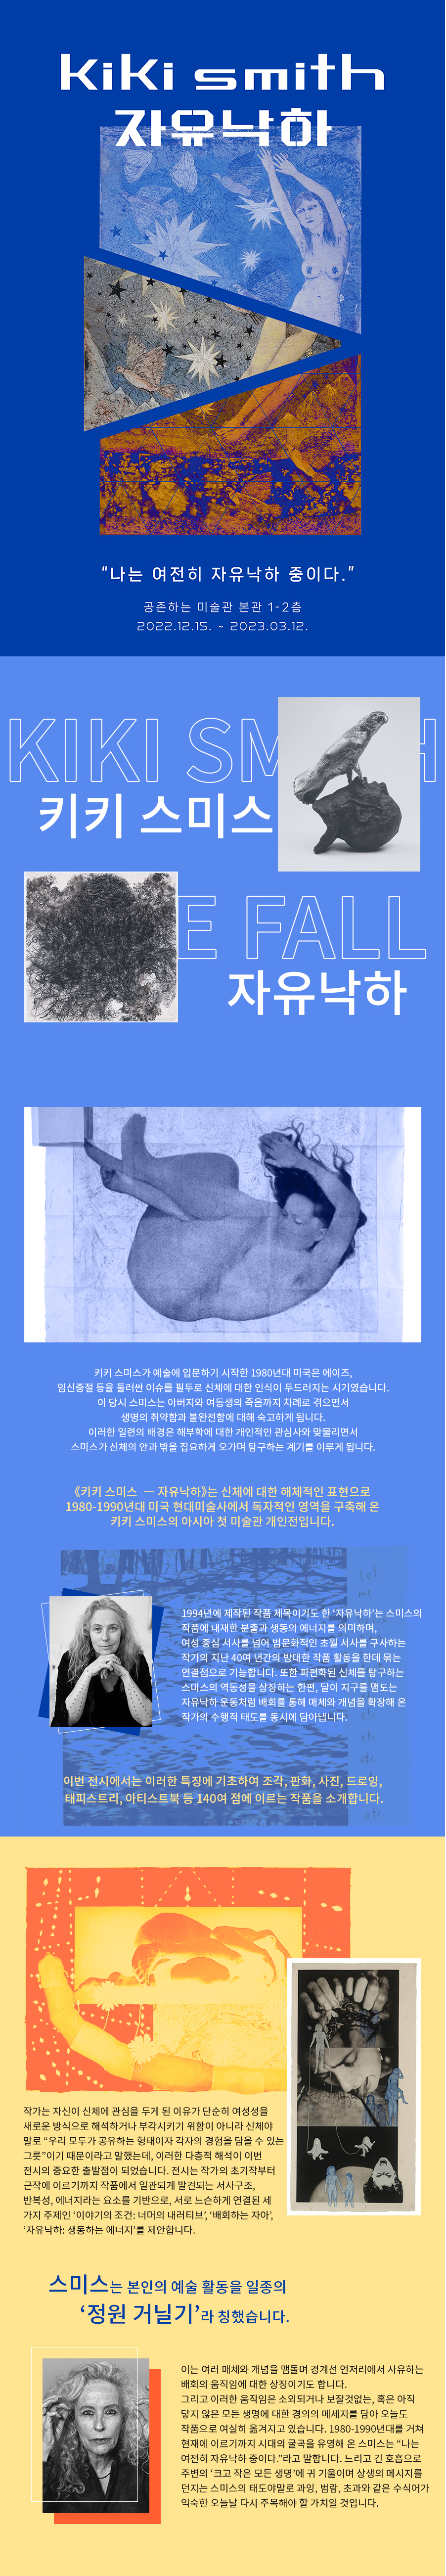 Kiki smith
자유낙하
“나는 여전히 자유낙하 중이다.”
공존하는 미술관 본관 1-2층
2022.12.15. ~ 2023.03.12.
KIKI SM H
키키 스미스
E FALL
자유낙하
키키 스미스가 예술에 입문하기 시작한 1980년대 미국은 에이즈,
임신중절 등을 둘러싼 이슈를 필두로 신체에 대한 인식이 두드러지는 시기였습니다.
이 당시 스미스는 아버지와 여동생의 죽음까지 차례로 겪으면서
생명의 취약함과 불완전함에 대해 숙고하게 됩니다.
이러한 일련의 배경은 해부학에 대한 개인적인 관심사와 맞물리면서
스미스가 신체의 안과 밖을 집요하게 오가며 탐구하는 계기를 이루게 됩니다.
《키키 스미스 — 자유낙하》는 신체에 대한 해체적인 표현으로
1980-1990년대 미국 현대미술사에서 독자적인 영역을 구축해 온
키키 스미스의 아시아 첫 미술관 개인전입니다.
1994년에 제작된 작품 제목이기도 한 ‘자유낙하’는 스미스의
작품에 내재한 분출과 생동의 에너지를 의미하며,
여성 중심 서사를 넘어 범문화적인 초월 서사를 구사하는
작가의 지난 40여 년간의 방대한 작품 활동을 한데 묶는
연결점으로 기능합니다. 또한 파편화된 신체를 탐구하는
스미스의 역동성을 상징하는 한편, 달이 지구를 맴도는
자유낙하 운동처럼 배회를 통해 매체와 개념을 확장해 온
작가의 수행적 태도를 동시에 담아냅니다.
이번 전시에서는 이러한 특징에 기초하여 조각, 판화, 사진, 드로잉,
태피스트리, 아티스트북 등 140여 점에 이르는 작품을 소개합니다.
작가는 자신이 신체에 관심을 두게 된 이유가 단순히 여성성을
새로운 방식으로 해석하거나 부각시키기 위함이 아니라 신체야
말로 “우리 모두가 공유하는 형태이자 각자의 경험을 담을 수 있는
그릇”이기 때문이라고 말했는데, 이러한 다층적 해석이 이번
전시의 중요한 출발점이 되었습니다. 전시는 작가의 초기작부터
근작에 이르기까지 작품에서 일관되게 발견되는 서사구조,
반복성, 에너지라는 요소를 기반으로, 서로 느슨하게 연결된 세
가지 주제인 ‘이야기의 조건: 너머의 내러티브’, ‘배회하는 자아’,
‘자유낙하: 생동하는 에너지’를 제안합니다.
스미스는 본인의 예술 활동을 일종의
‘정원 거닐기’라 칭했습니다.
이는 여러 매체와 개념을 맴돌며 경계선 언저리에서 사유하는
배회의 움직임에 대한 상징이기도 합니다.
그리고 이러한 움직임은 소외되거나 보잘것없는, 혹은 아직
닿지 않은 모든 생명에 대한 경의의 메세지를 담아 오늘도
작품으로 여실히 옮겨지고 있습니다. 1980-1990년대를 거쳐
현재에 이르기까지 시대의 굴곡을 유영해 온 스미스는 “나는
여전히 자유낙하 중이다.”라고 말합니다. 느리고 긴 호흡으로
주변의 ‘크고 작은 모든 생명’에 귀 기울이며 상생의 메시지를
던지는 스미스의 태도야말로 과잉, 범람, 초과와 같은 수식어가
익숙한 오늘날 다시 주목해야 할 가치일 것입니다.